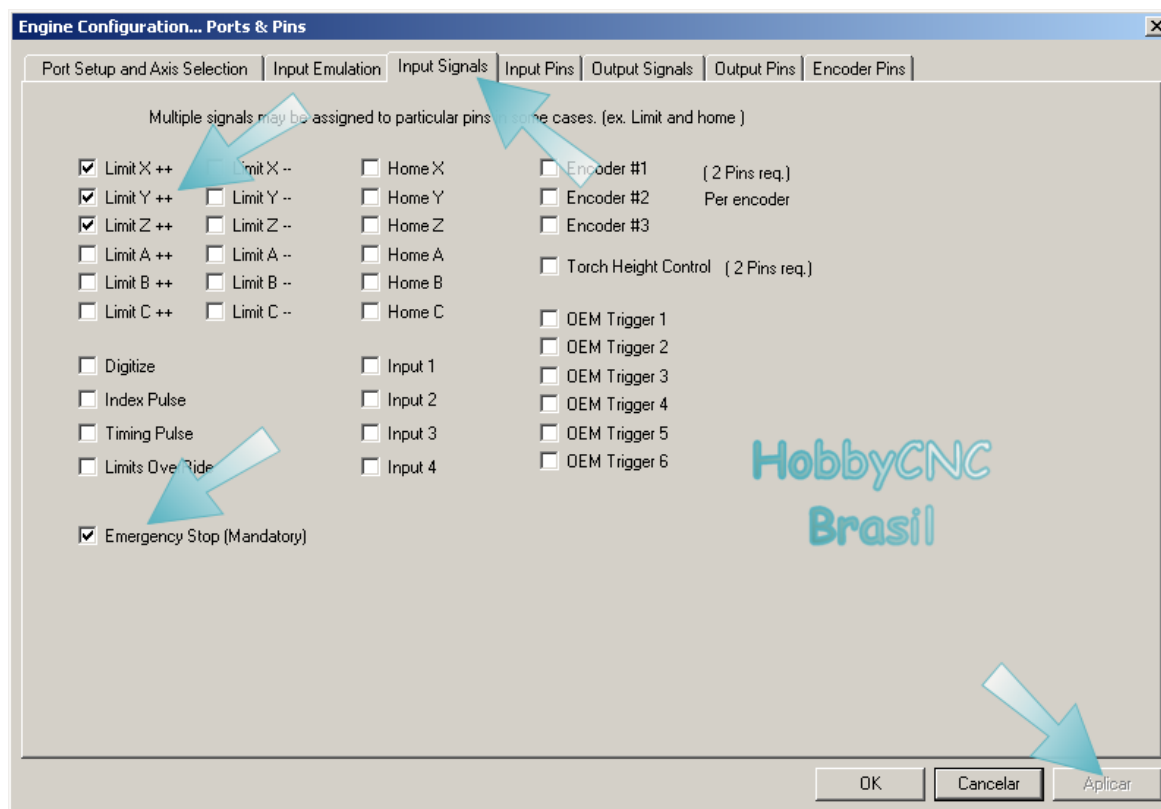 Engine Configuration... Ports & Pins
Port Setup and Axis Selection Input Emulation Input Signals Input Pins Output Signals Output Pins Encoder Pins
Multiple signals may be assigned to particular pins in some cases. (ex. Limit and home )
Limit X ++ Limit X -- Home X Encoder #1 ( 2 Pins req.)
Limit Y ++ Limit Y -- Home Y Encoder #2 Per encoder
Limit Z ++ Limit Z -- Home Z Encoder #3
Limit A ++ Limit A -- Home A
Torch Height Control ( 2 Pins req.)
Limit B ++ Limit B -- Home B
Limit C ++ Limit C -- Home C
OEM Trigger 1
OEM Trigger 2
Digitize Input 1
OEM Trigger 3
Index Pulse Input 2
OEM Trigger 4
Timing Pulse Input 3 OEM Trigger 5
Limits OverRide Input 4 OEM Trigger 6
HobbyCNC
Brasil
Emergency Stop (Mandatory)
OK Cancelar Aplicar